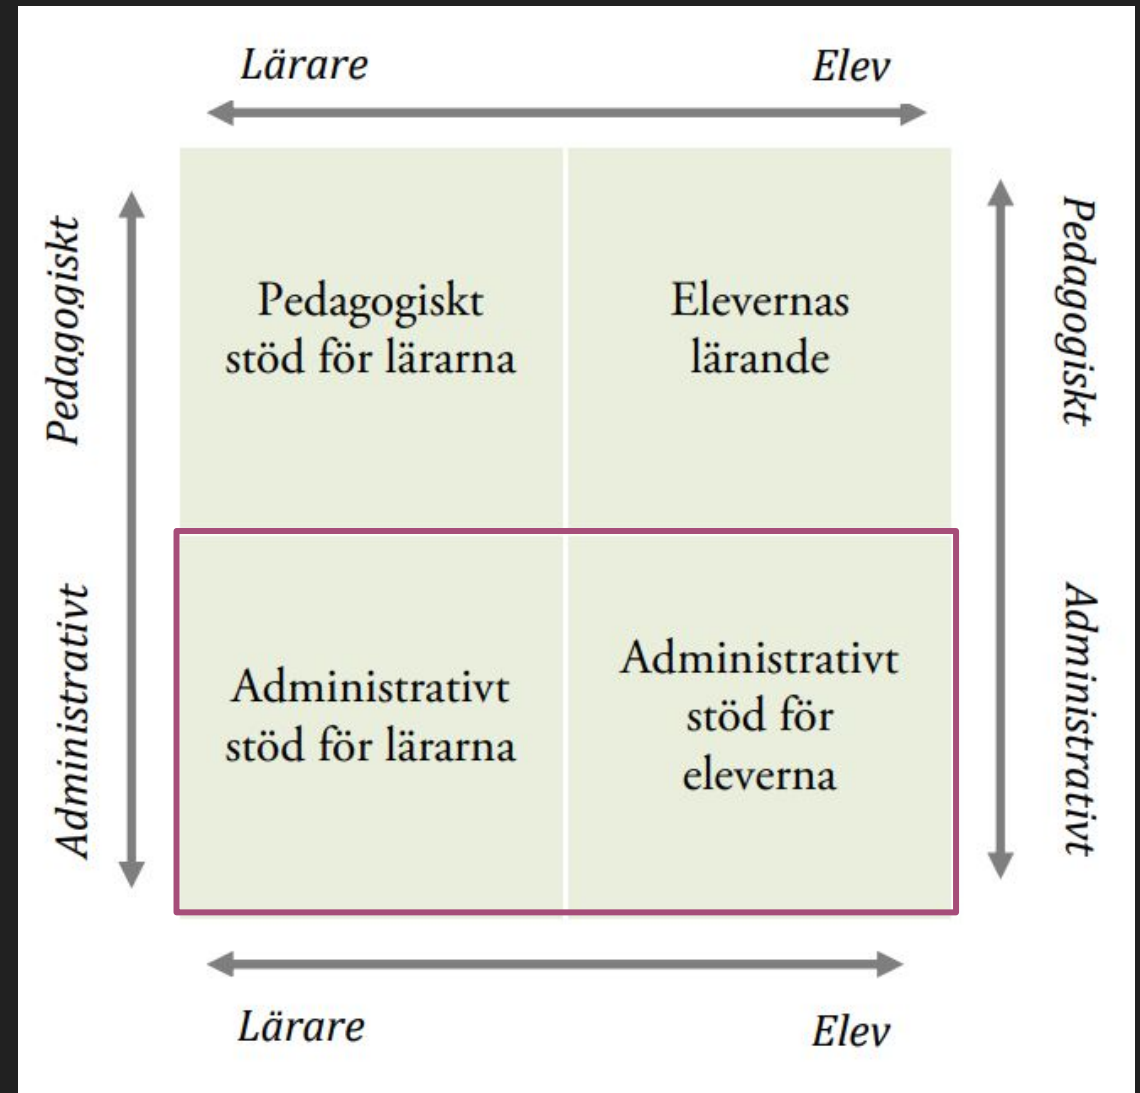 Lärare
Elev
Pedagogiskt
Pedagogiskt
Pedagogiskt
stöd för lärarna
Elevernas
lärande
Administrativt
Administrativt
Administrativt
stöd för lärarna
Administrativt
stöd för
eleverna
Lärare
Elev